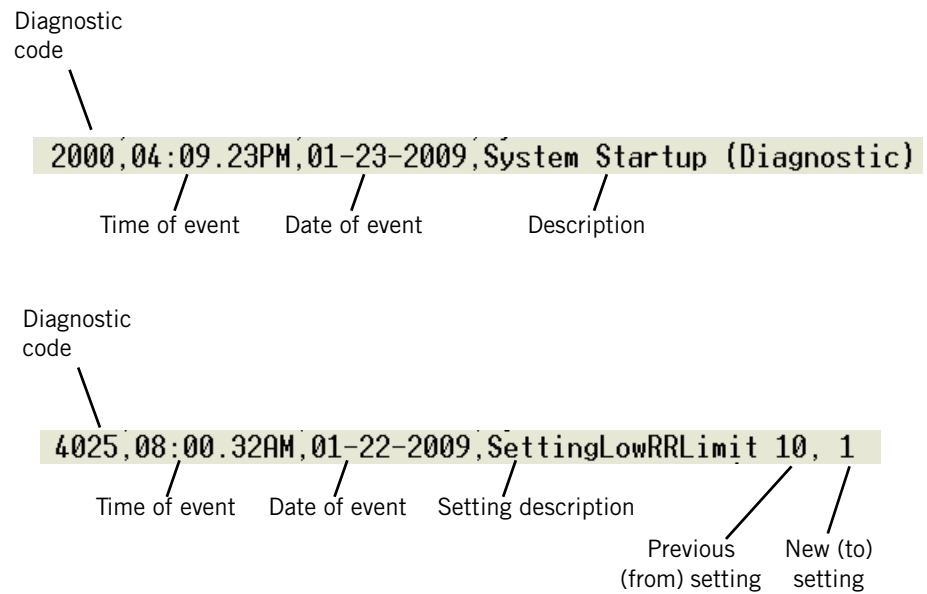 Diagnostic
code
2000,04:09.23PM,01-23-2009,System Startup (Diagnostic)
Time of event
Date of event
Description
Diagnostic
code
4025,08:00.32AM,01-22-2009,SettingLowRRLimit 10, 1
Time of event
Date of event
Setting description
Previous
(from) setting
New (to)
setting